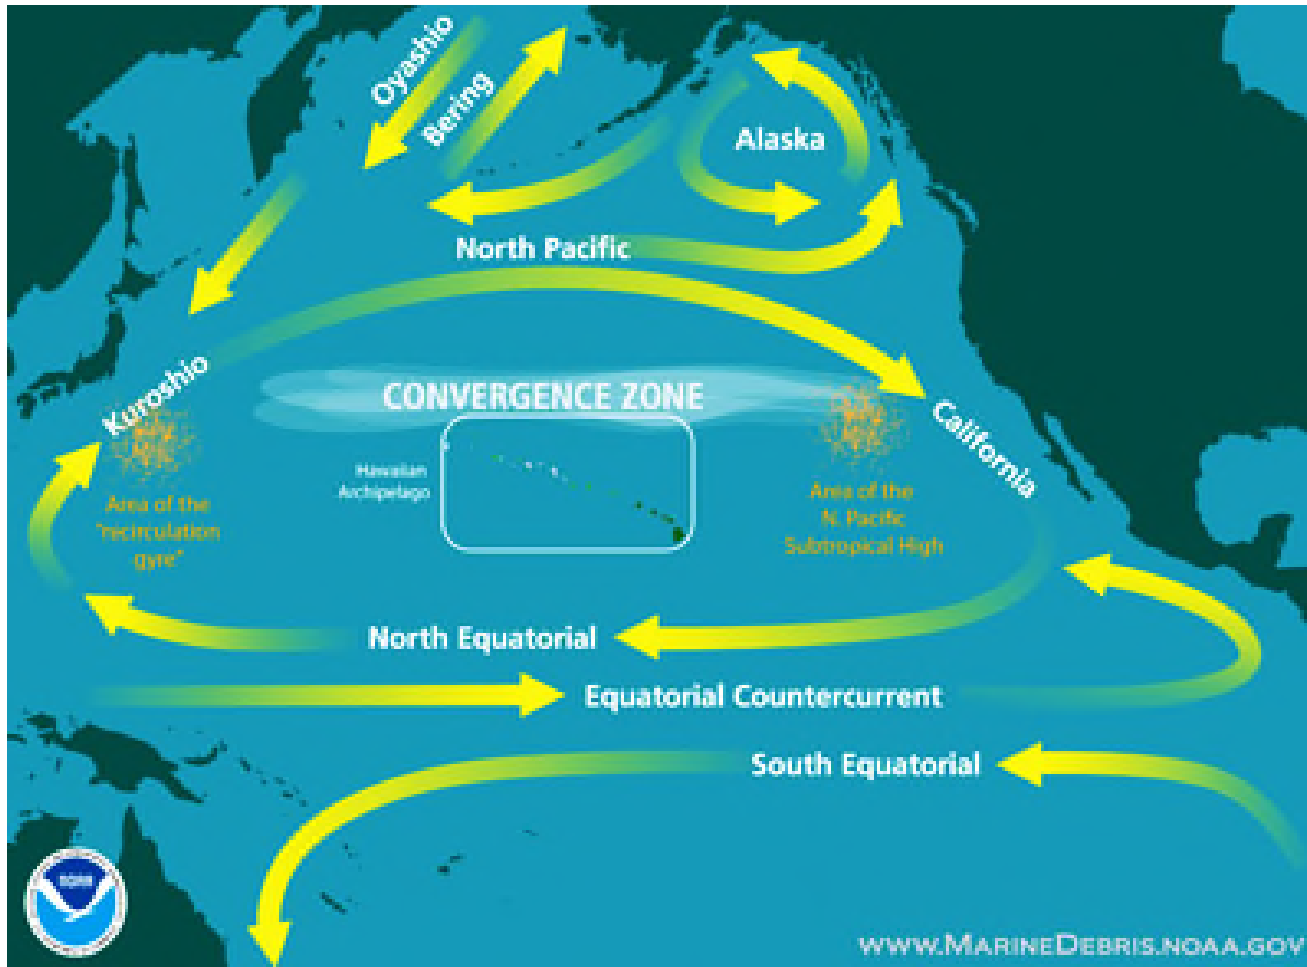 Oyashio
Bering
Alaska
North Pacific
Kuroshio
CONVERGENCE ZONE
California
Hawaiian
Archipelago
Area of the
"recirculation
gyre"
Area of the
N. Pacific
Subtropical High
North Equatorial
Equatorial Countercurrent
South Equatorial
NOAA
WWW.MARINEDEBRIS.NOAA.GOV